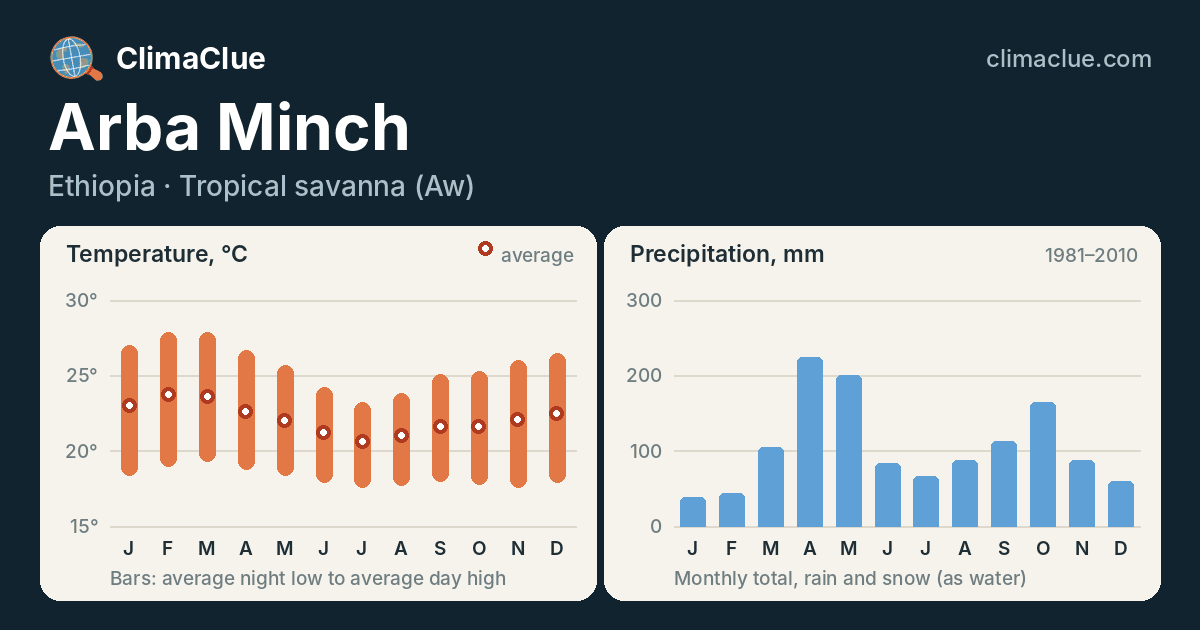 ClimaClue
climaclue.com
Arba Minch
Ethiopia · Tropical savanna (Aw)
Temperature, °C
average
30°
25°
20°
15°
J F M A M J J A S O N D
Bars: average night low to average day high
Precipitation, mm
1981–2010
300
200
100
0
J F M A M J J A S O N D
Monthly total, rain and snow (as water)